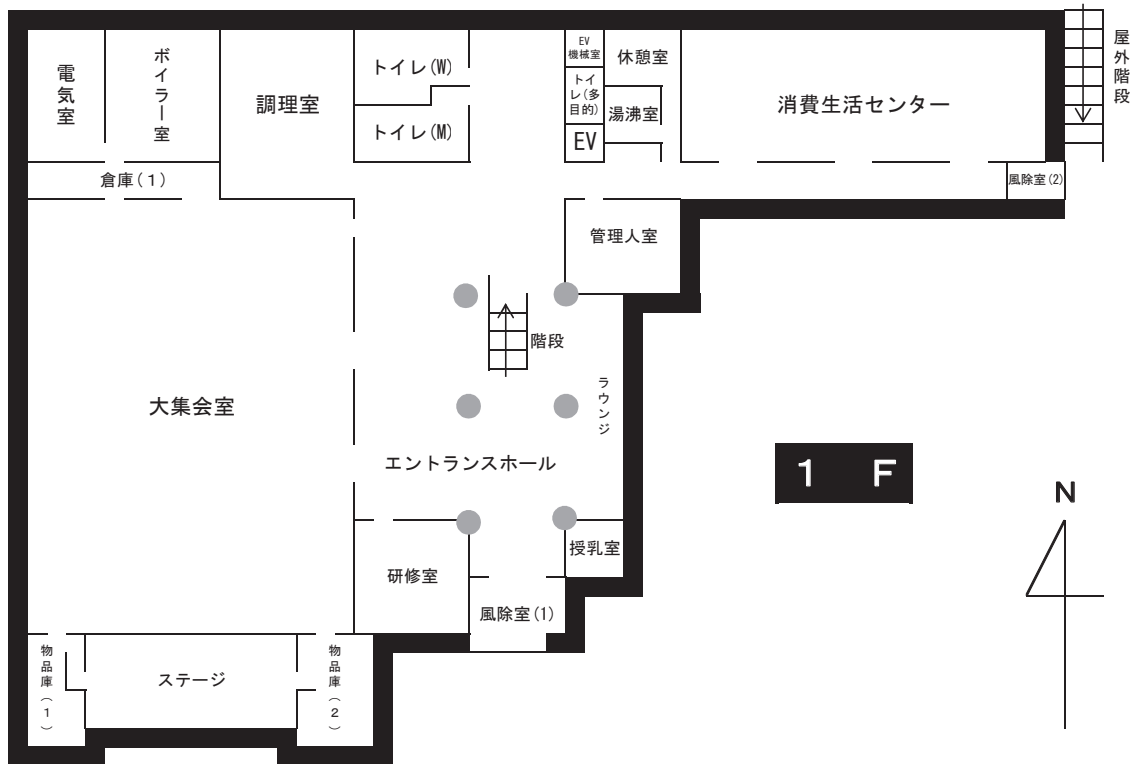 電気室
ボイラー室
調理室
トイレ(W)
トイレ(M)
EV
機械室
トイ
レ(多
目的)
EV
休憩室
湯沸室
消費生活センター
屋外階段
倉庫(1)
風除室(2)
管理人室
階段
ラウンジ
大集会室
エントランスホール
1 F
N
研修室
授乳室
風除室(1)
物品庫(1)
ステージ
物品庫(2)